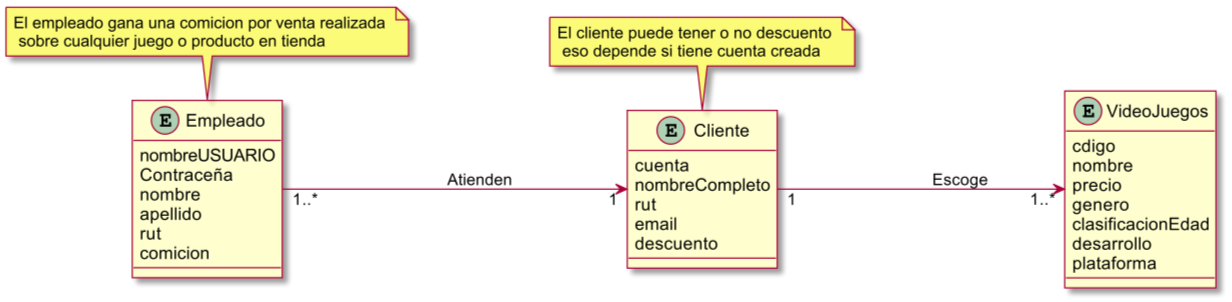 El empleado gana una comicion por venta realizada
sobre cualquier juego o producto en tienda
El cliente puede tener o no descuento
eso depende si tiene cuenta creada
E Empleado
nombreUSUARIO
Contraceña
nombre
apellido
rut
comicion
Atienden
1..*
1
E Cliente
cuenta
nombreCompleto
rut
email
descuento
Escoge
1
1..*
E VideoJuegos
cdigo
nombre
precio
genero
clasificacionEdad
desarrollo
plataforma